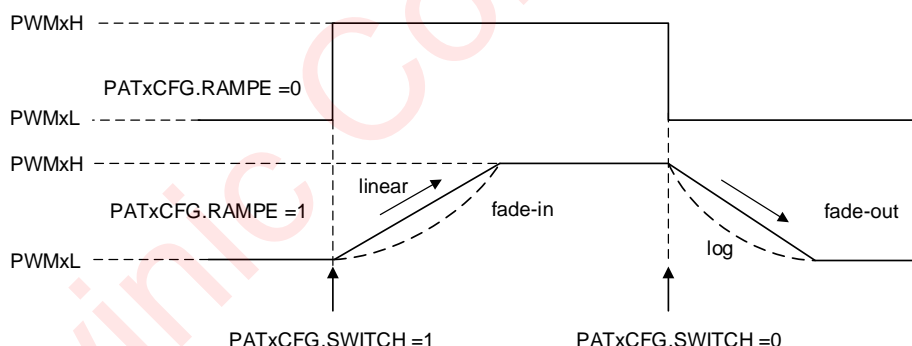 PWMxH
PATxCFG.RAMPE =0
PWMxL
PWMxH
linear
PATxCFG.RAMPE =1
fade-in
fade-out
log
PWMxL
PATxCFG.SWITCH =1
PATxCFG.SWITCH =0